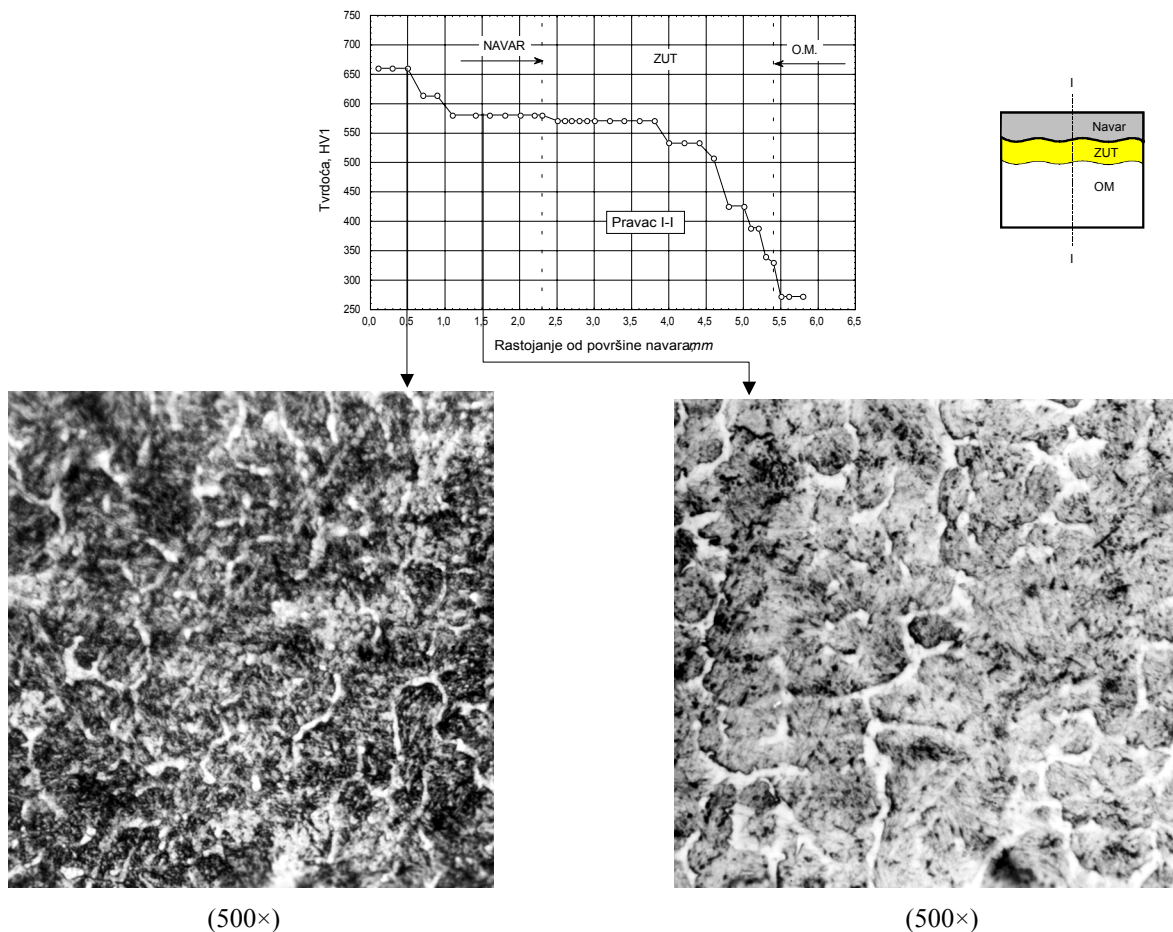 750
700
650
600
550
500
450
400
350
300
250
Tvrdoća, HV1
NAVAR
ZUT
O.M.
Pravac I-I
0,0 0,5 1,0 1,5 2,0 2,5 3,0 3,5 4,0 4,5 5,0 5,5 6,0 6,5
Rastojanje od površine navara,mm
I
Navar
ZUT
OM
I
(500×)
(500×)